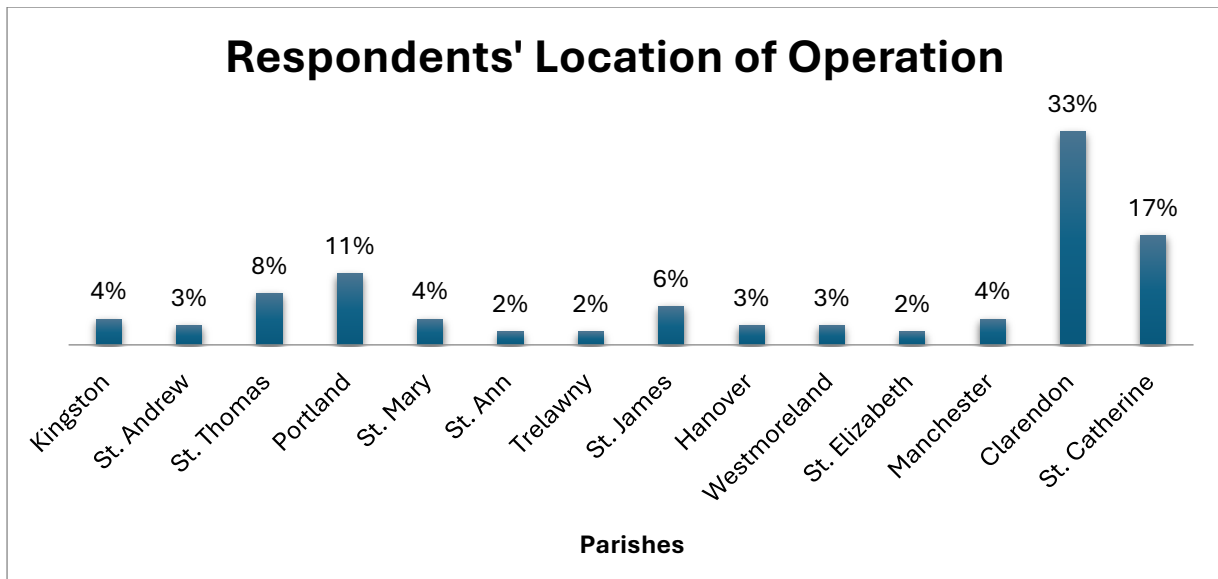 Respondents' Location of Operation
33%
17%
11%
8%
6%
4%
3%
4%
2%
2%
3%
3%
2%
4%
Kingston
St. Andrew
St. Thomas
Portland
St. Mary
St. Ann
Trelawny
St. James
Hanover
Westmoreland
St. Elizabeth
Manchester
Clarendon
St. Catherine
Parishes